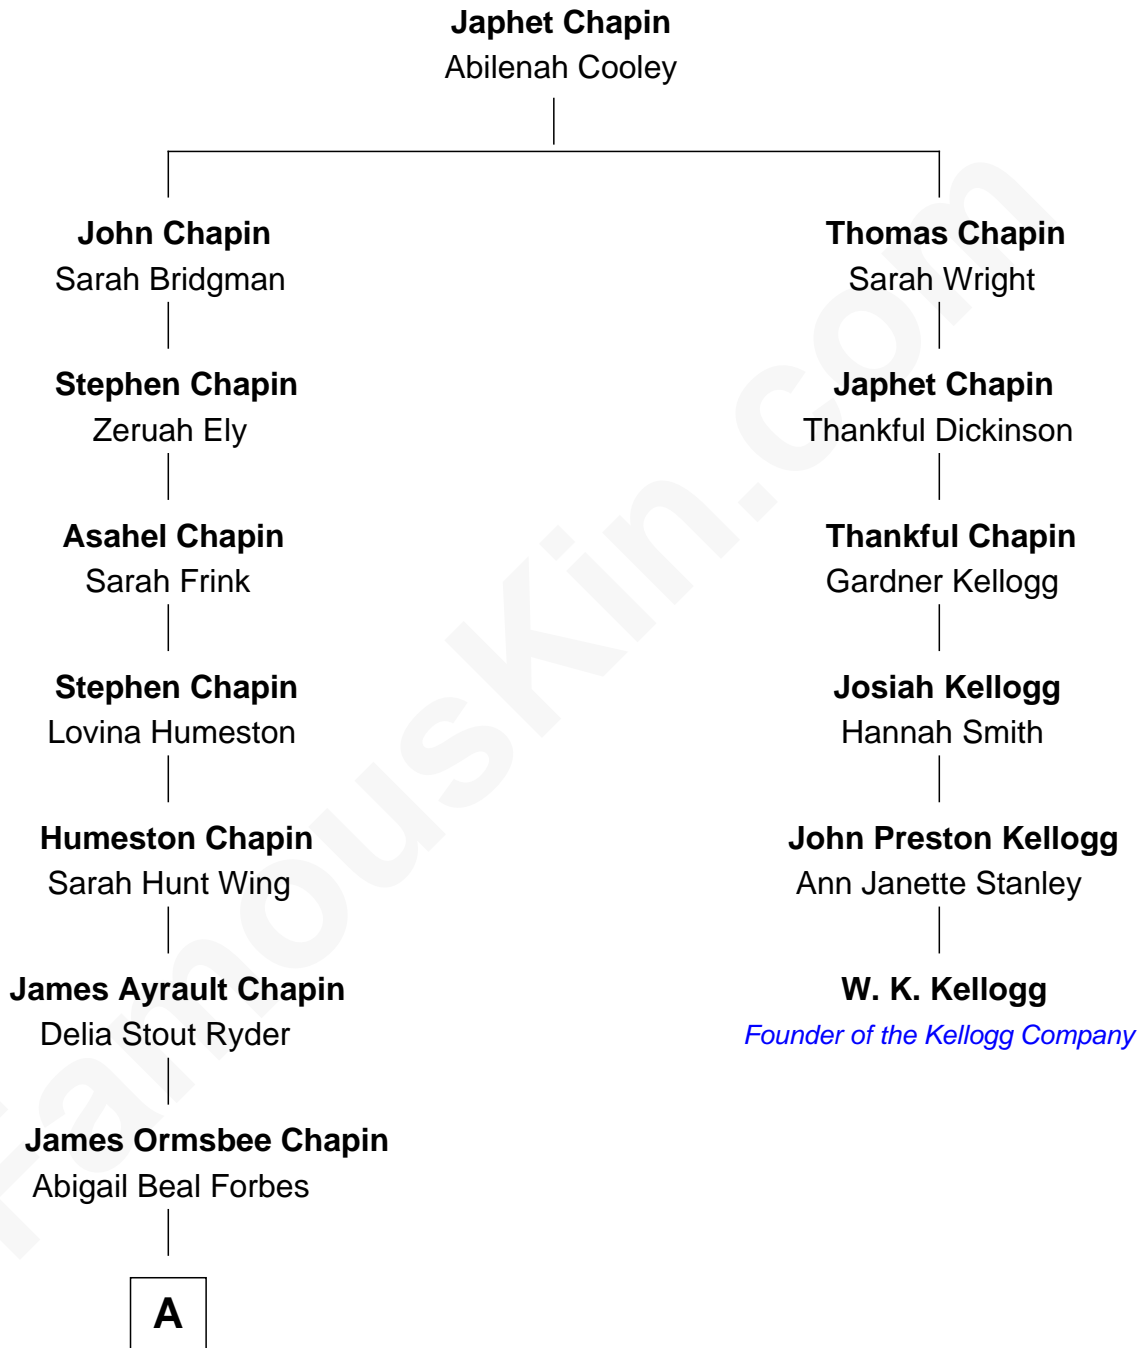 Japhet Chapin
Abilenah Cooley
John Chapin
Sarah Bridgman
Thomas Chapin
Sarah Wright
Stephen Chapin
Zeruah Ely
Japhet Chapin
Thankful Dickinson
Asahel Chapin
Sarah Frink
Thankful Chapin
Gardner Kellogg
Stephen Chapin
Lovina Humeston
Josiah Kellogg
Hannah Smith
Humeston Chapin
Sarah Hunt Wing
John Preston Kellogg
Ann Janette Stanley
James Ayrault Chapin
Delia Stout Ryder
W. K. Kellogg
Founder of the Kellogg Company
James Ormsbee Chapin
Abigail Beal Forbes
A
FamousKin.com